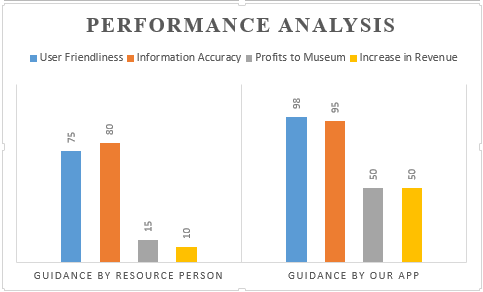 PERFORMANCE ANALYSIS
User Friendliness Information Accuracy Profits to Museum Increase in Revenue
75 80 15 10 98 95 50 50
GUIDANCE BY RESOURCE PERSON GUIDANCE BY OUR APP